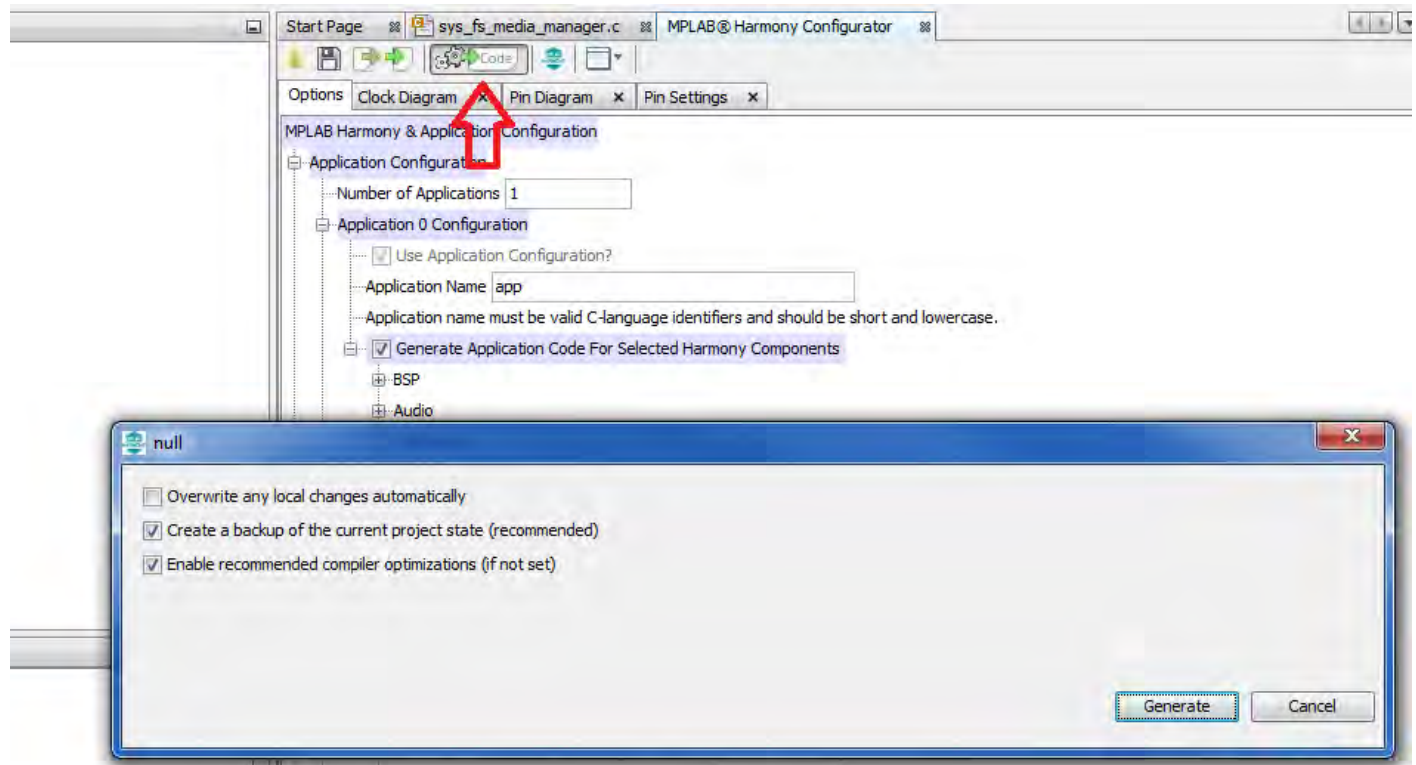 Start Page sys_fs_media_manager.c MPLAB® Harmony Configurator
Code
Options Clock Diagram Pin Diagram Pin Settings
MPLAB Harmony & Application Configuration
Application Configuration
Number of Applications 1
Application 0 Configuration
Use Application Configuration?
Application Name app
Application name must be valid C-language identifiers and should be short and lowercase.
Generate Application Code For Selected Harmony Components
BSP
Audio
null
Overwrite any local changes automatically
Create a backup of the current project state (recommended)
Enable recommended compiler optimizations (if not set)
Generate Cancel